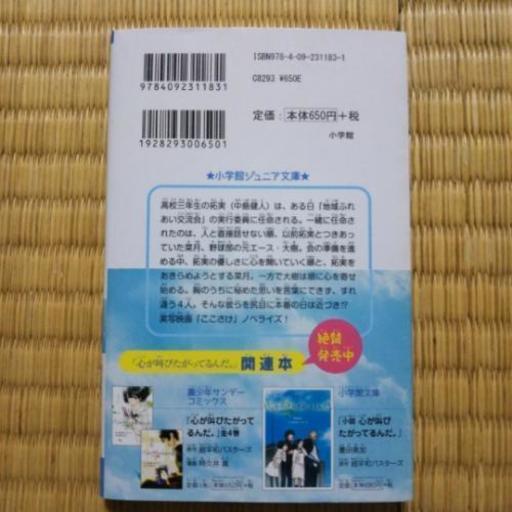 ISBN978-4-09-231183-1
C8293 ¥650E
定価：本体650円+税
小学館
9784092311831
1928293006501
★小学館ジュニア文庫★
高校三年生の拓実（中島健人）は、ある日「地域ふれ
あい交流会」の実行委員に任命される。一緒に任命
されたのは、人と直接話せない順、以前拓実とつきあっ
ていた菜月、野球部の元エース・大樹。会の準備を進
める中、拓実の優しさに心を開いていく順と、拓実を
あきらめようとする菜月。一方で大樹は順に心を寄せ
始める。胸のうちに秘めた思いを言葉にできず、すれ
違う4人。そんな彼らを尻目に本番の日は近づき!?
実写映画『ここさけ』ノベライズ！
「心が叫びたがってるんだ。」関連本
絶賛
発売中
裏少年サンデー
コミックス
『心が叫びたがって
るんだ。』全4巻
原作 超平和バスターズ
小学館文庫
『小説 心が叫び
たがってるんだ。』
原作 超平和バスターズ